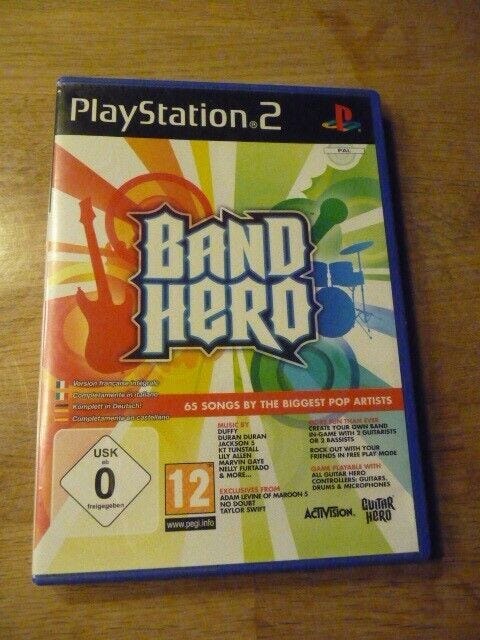 PlayStation®2
PAL
BAND
HERO
Version française intégrale
Completamente in italiano
Komplett in Deutsch!
Completamente en castellano
65 SONGS BY THE BIGGEST POP ARTISTS
USK
ab
0
freigegeben
12
www.pegi.info
MUSIC BY
DUFFY
DURAN DURAN
JACKSON 5
KT TUNSTALL
LILY ALLEN
MARVIN GAYE
NELLY FURTADO
& MORE...
EXCLUSIVES FROM
ADAM LEVINE OF MAROON 5
NO DOUBT
TAYLOR SWIFT
MORE FUN THAN EVER
CREATE YOUR OWN BAND
IN-GAME WITH 2 GUITARISTS
OR 2 BASSISTS
ROCK OUT WITH YOUR
FRIENDS IN FREE PLAY MODE
GAME PLAYABLE WITH
ALL GUITAR HERO
CONTROLLERS: GUITARS,
DRUMS & MICROPHONES
ACTIVISION.
GUITAR
HERO